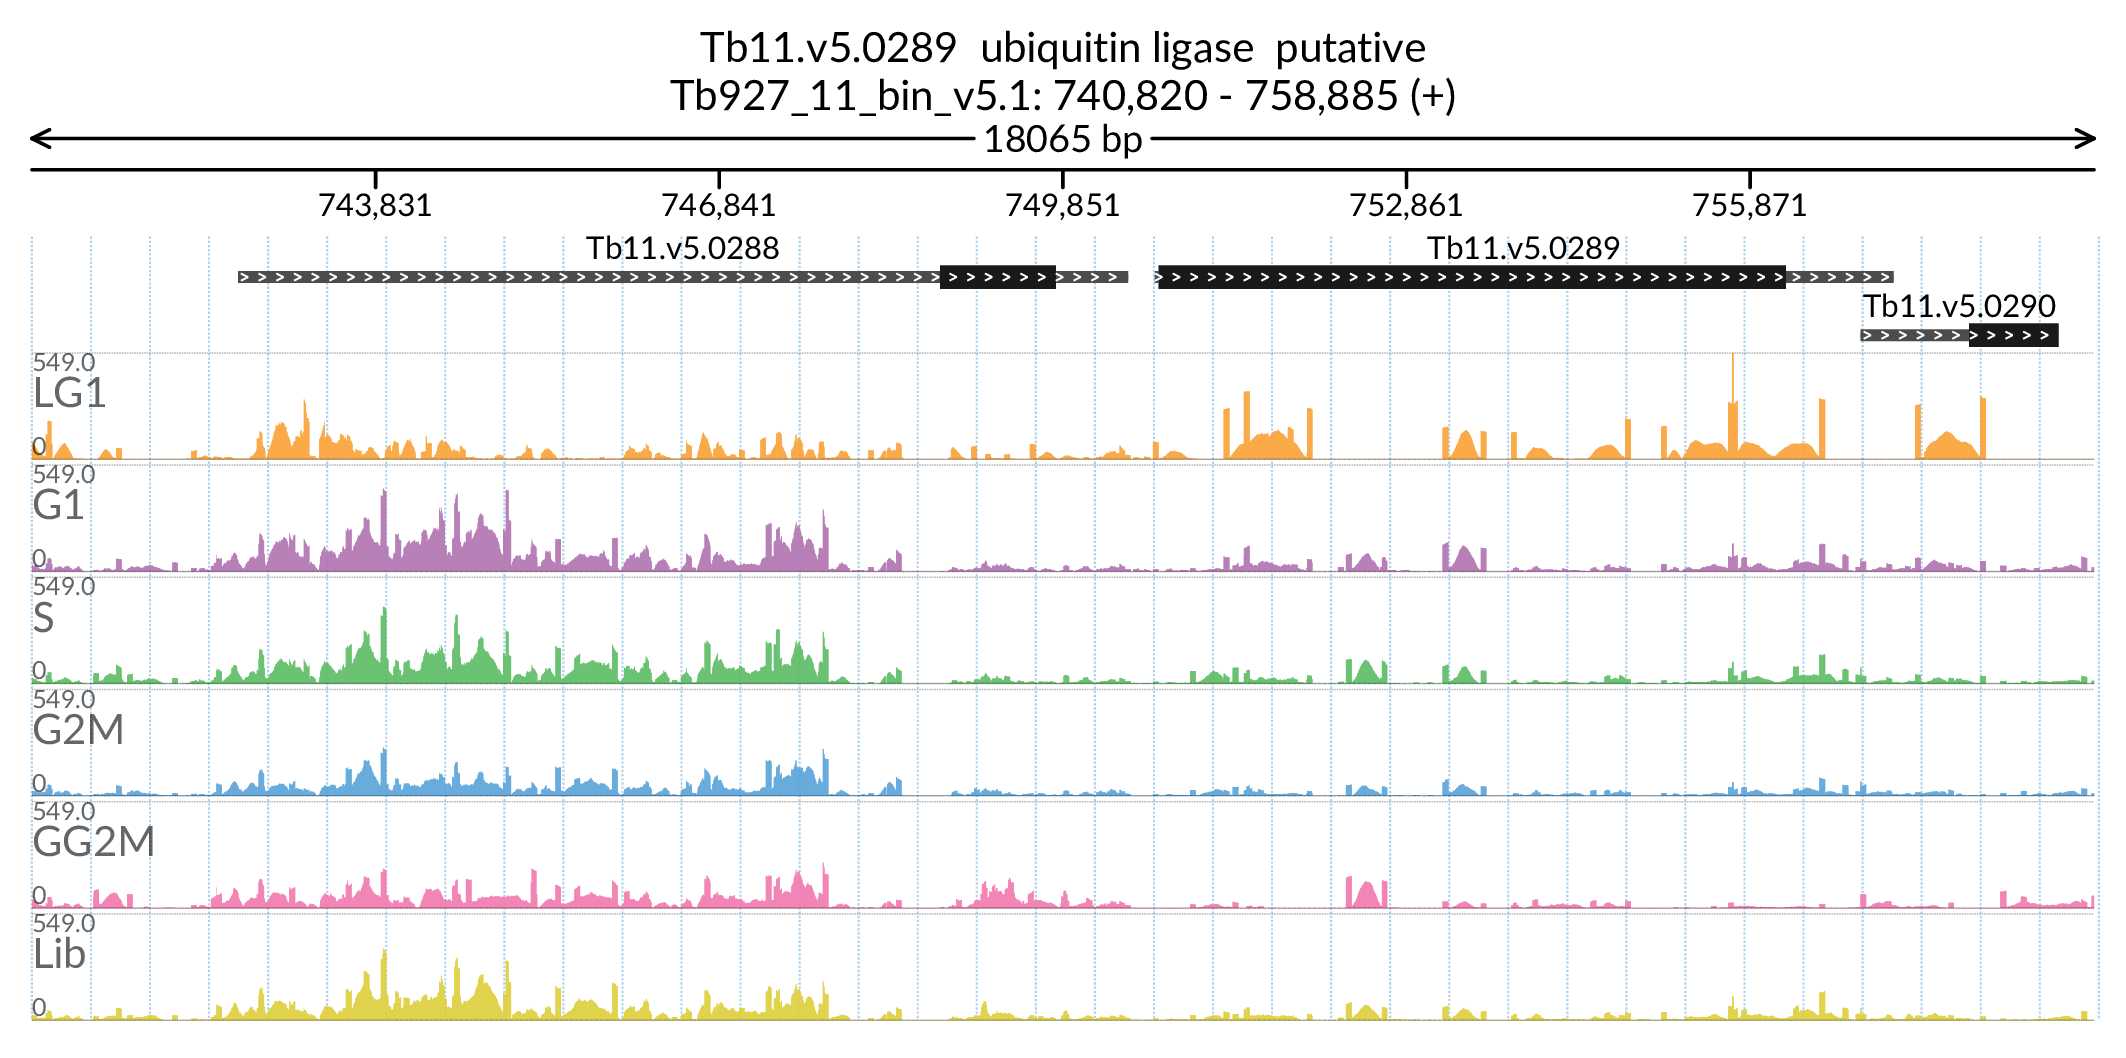 Tb11.v5.0289  ubiquitin ligase  putative
Tb927_11_bin_v5.1: 740,820 - 758,885 (+)
18065 bp
743,831 746,841 749,851 752,861 755,871
Tb11.v5.0288 Tb11.v5.0289
Tb11.v5.0290
549.0
LG1
0
549.0
G1
0
549.0
S
0
549.0
G2M
0
549.0
GG2M
0
549.0
Lib
0